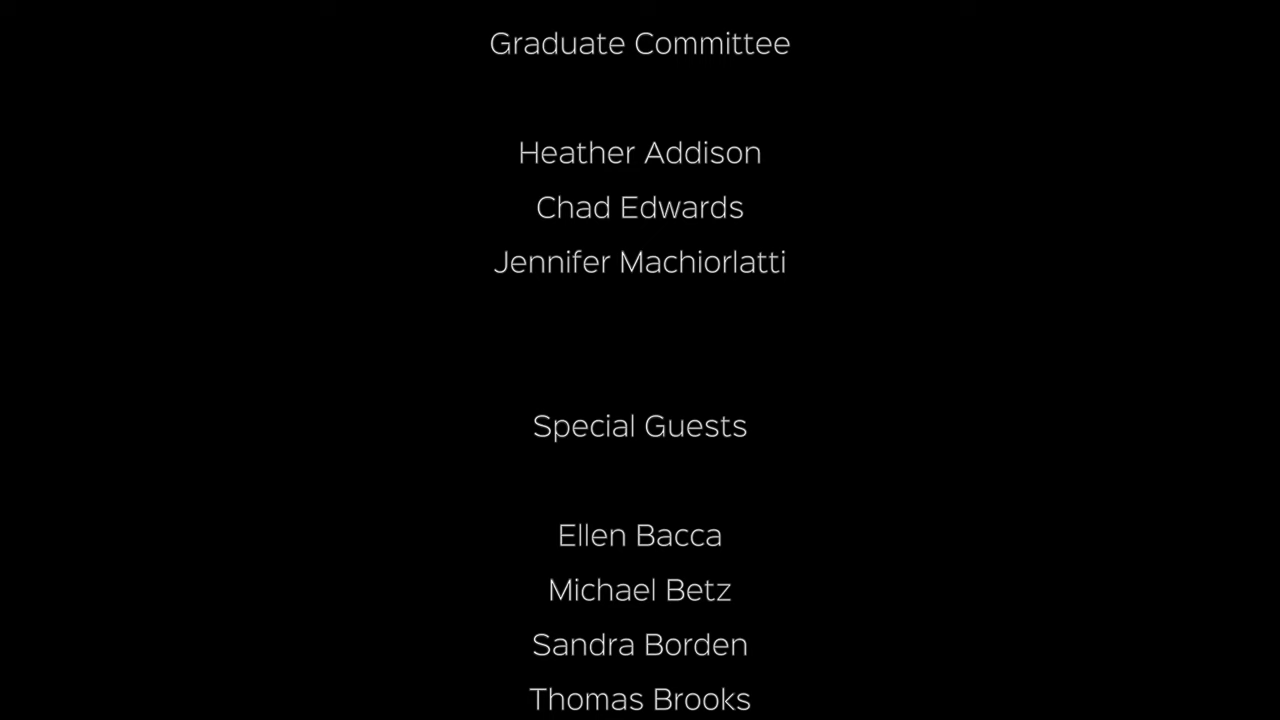 Graduate Committee
Heather Addison
Chad Edwards
Jennifer Machiorlatti
Special Guests
Ellen Bacca
Michael Betz
Sandra Borden
Thomas Brooks